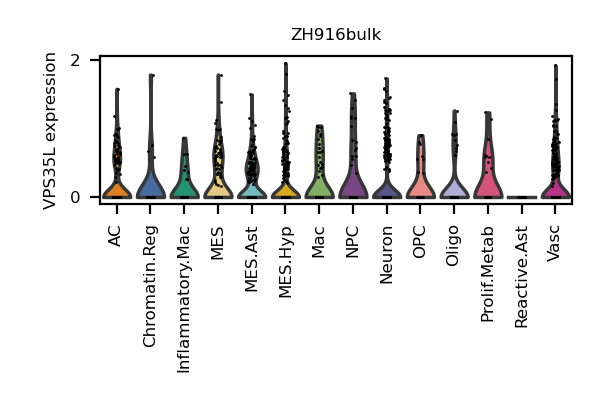 ZH916bulk
VPS35L expression
2
0
AC
Chromatin.Reg
Inflammatory.Mac
MES
MES.Ast
MES.Hyp
Mac
NPC
Neuron
OPC
Oligo
Prolif.Metab
Reactive.Ast
Vasc